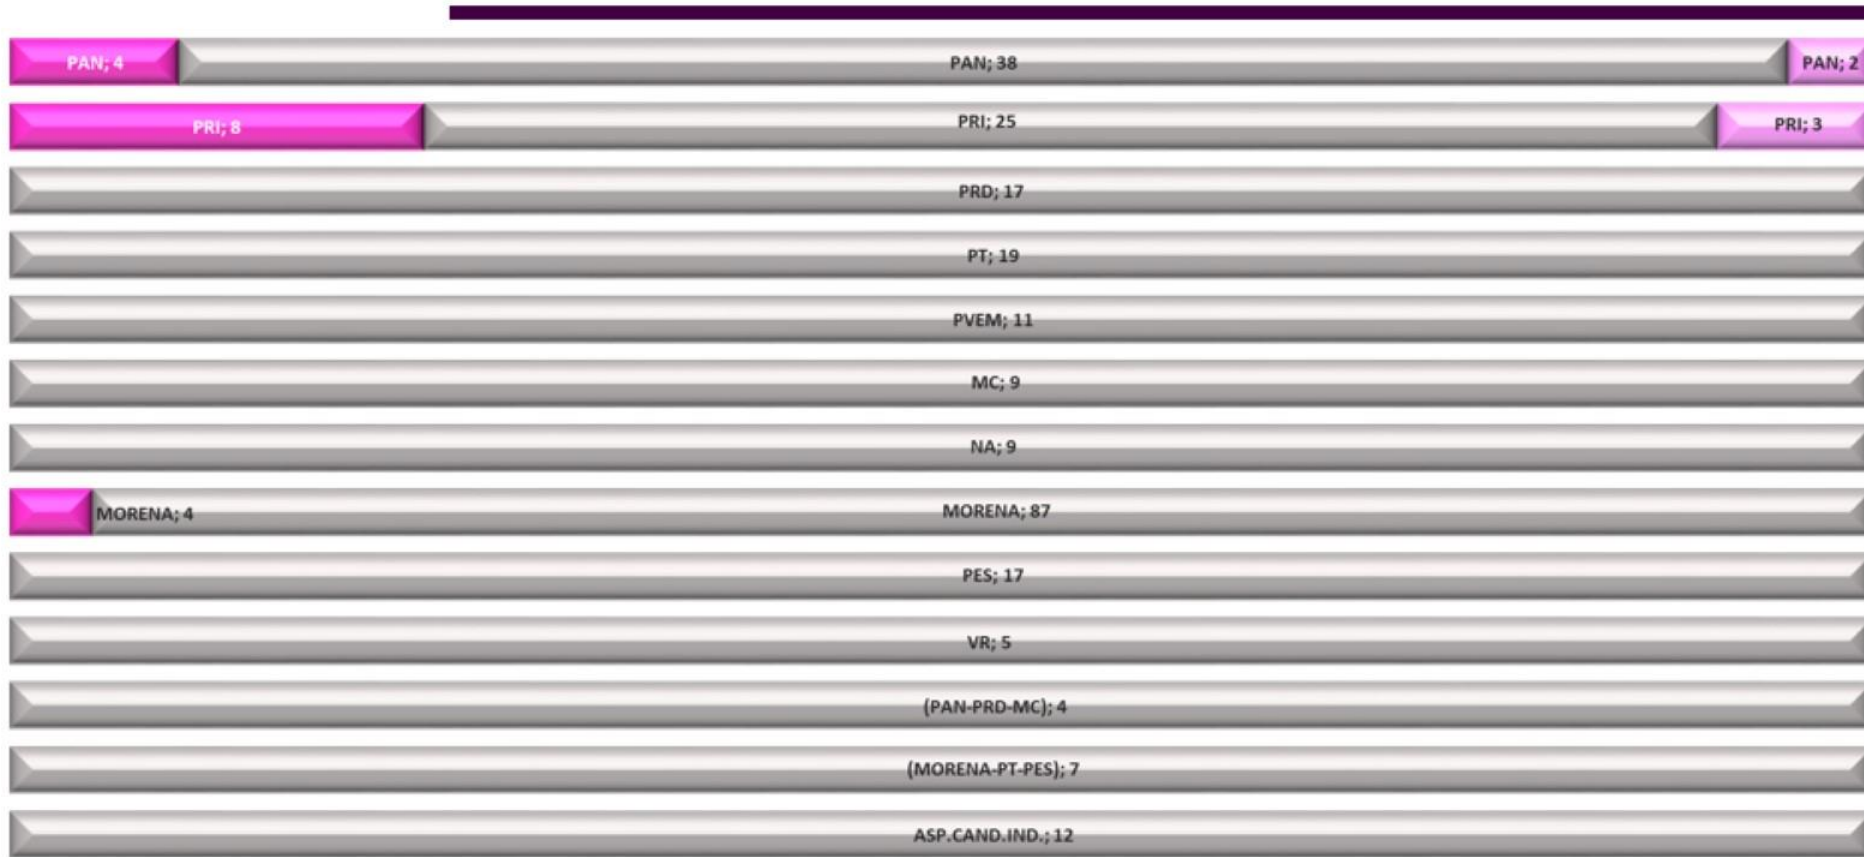 PAN; 4 PAN; 38 PAN; 2
PRI; 8 PRI; 25 PRI; 3
PRD; 17
PT; 19
PVEM; 11
MC; 9
NA; 9
MORENA; 4 MORENA; 87
PES; 17
VR; 5
(PAN-PRD-MC); 4
(MORENA-PT-PES); 7
ASP.CAND.IND.; 12